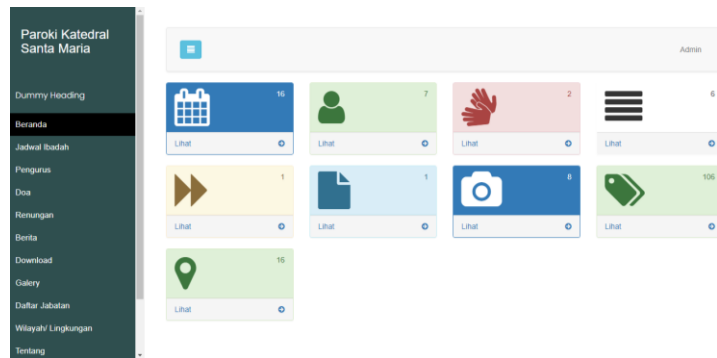 Paroki Katedral
Santa Maria
Admin
Dummy Heading
Beranda
Jadwal Ibadah
Pengurus
Doa
Renungan
Berita
Download
Galery
Daftar Jabatan
Wilayah/ Lingkungan
Tentang
16
7
2
6
Lihat
Lihat
Lihat
Lihat
1
1
8
106
Lihat
Lihat
Lihat
Lihat
16
Lihat